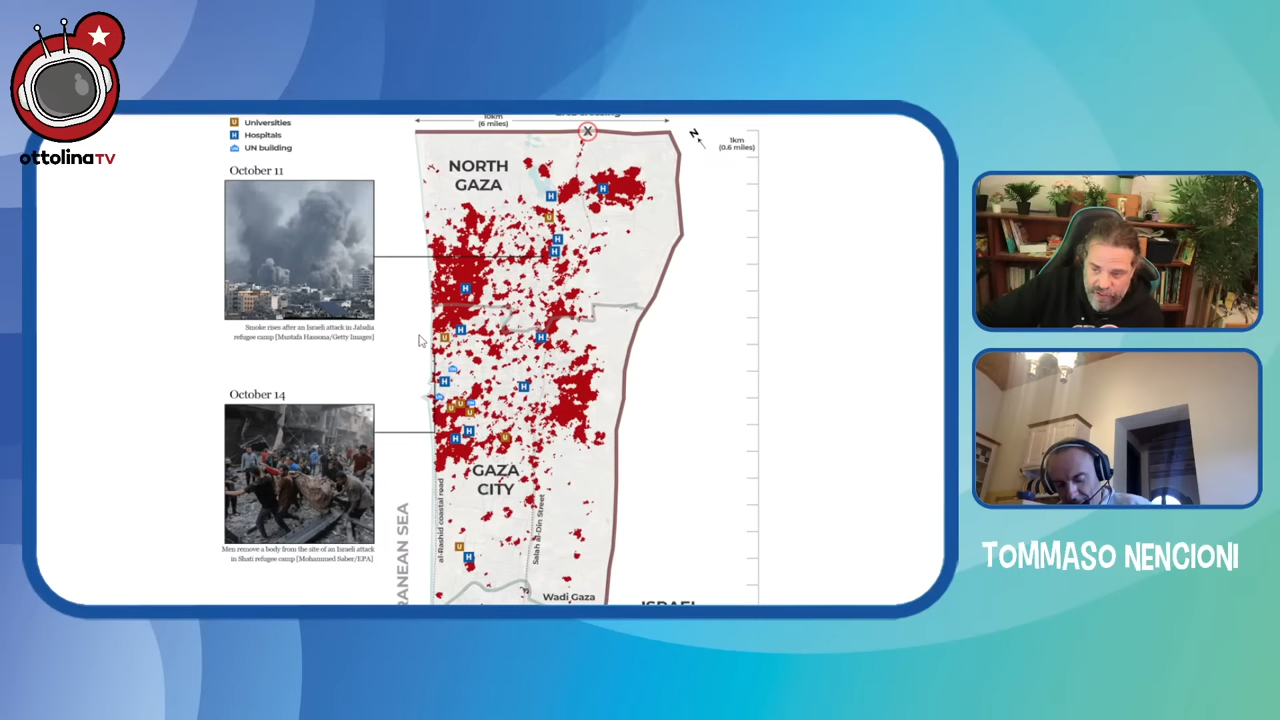 ottolinaTV
Universities
Hospitals
UN building
October 11
Smoke rises after an Israeli attack in Jabalia
refugee camp [Mustafa Hassona/Getty Images]
October 14
Men remove a body from the site of an Israeli attack
in Shati refugee camp [Mohammed Saber/EPA]
10km
(6 miles)
X
N
1km
(0.6 miles)
NORTH
GAZA
GAZA
CITY
al-Rashid coastal road
Salah al-Din Street
RANEAN SEA
Wadi Gaza
ISRAEL
TOMMASO NENCIONI